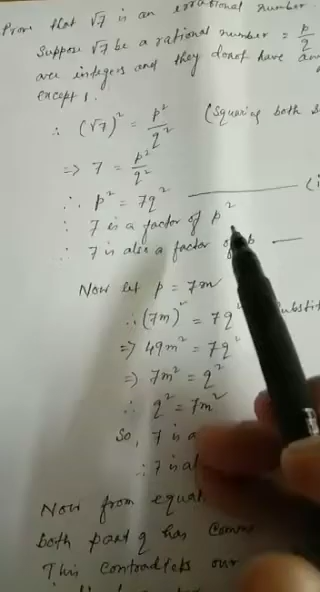 Prove that √7 is an irrational number.
Suppose √7 be a rational number = p/q
are integers and they donot have any
except 1.
∴ (√7)² = p²/q² (Squaring both s
=> 7 = p²/q²
∴ p² = 7q² ——— (i
∴ 7 is a factor of p²
∴ 7 is also a factor of p —
Now let p = 7m
∴ (7m)² = 7q²
=> 49m² = 7q²
=> 7m² = q²
∴ q² = 7m²
So, 7 is a
∴ 7 is al
Now from equat
both p and q has comm
This contradicts our